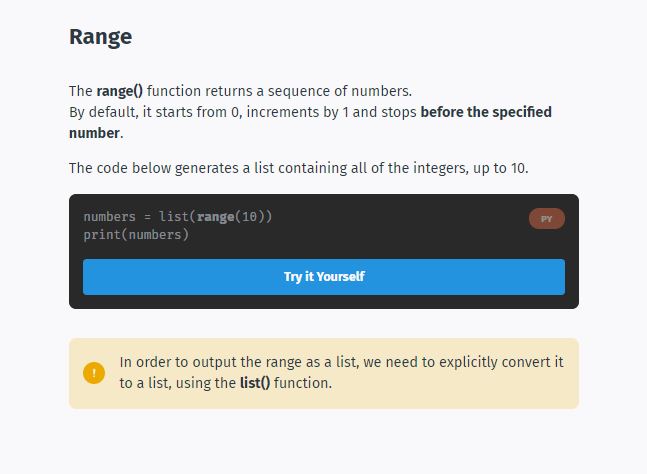 Range
The range() function returns a sequence of numbers.
By default, it starts from 0, increments by 1 and stops before the specified
number.
The code below generates a list containing all of the integers, up to 10.
numbers = list(range(10))
PY
print(numbers)
Try it Yourself
!
In order to output the range as a list, we need to explicitly convert it
to a list, using the list() function.